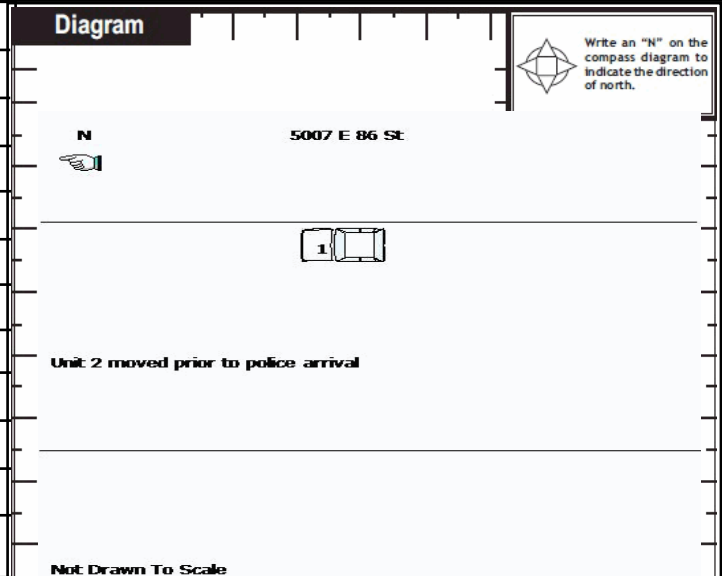 Diagram
Write an “N” on the
compass diagram to
indicate the direction
of north.
N
5007 E 86 St
1
Unit 2 moved prior to police arrival
Not Drawn To Scale